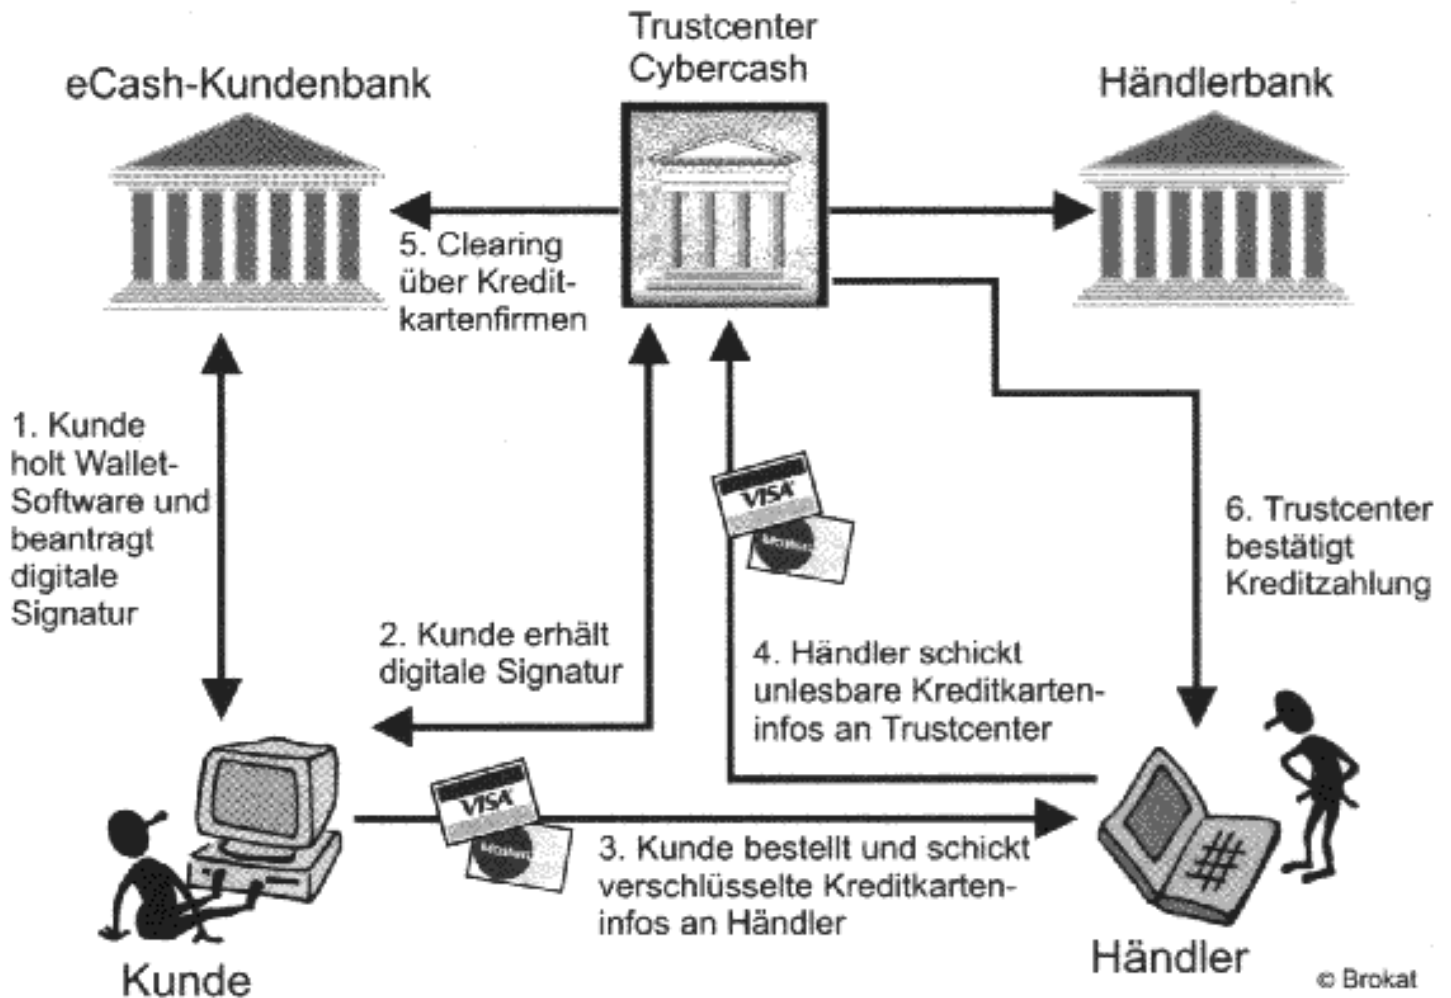 Trustcenter
Cybercash
eCash-Kundenbank
Händlerbank
5. Clearing
über Kredit-
kartenfirmen
1. Kunde
holt Wallet-
Software und
beantragt
digitale
Signatur
VISA
6. Trustcenter
bestätigt
Kreditzahlung
2. Kunde erhält
digitale Signatur
4. Händler schickt
unlesbare Kreditkarten-
infos an Trustcenter
VISA
3. Kunde bestellt und schickt
verschlüsselte Kreditkarten-
infos an Händler
Kunde
Händler
© Brokat